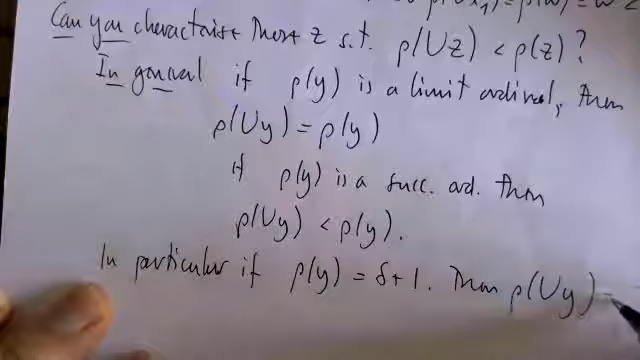 ρ(∪x₁)=ρ(ω)=ω
Can you characterise those z s.t. ρ(∪z) < ρ(z)?
In general if ρ(y) is a limit ordinal, then
ρ(∪y)=ρ(y)
if ρ(y) is a succ. ord. then
ρ(∪y) < ρ(y).
In particular if ρ(y) = δ+1. Then ρ(∪y)